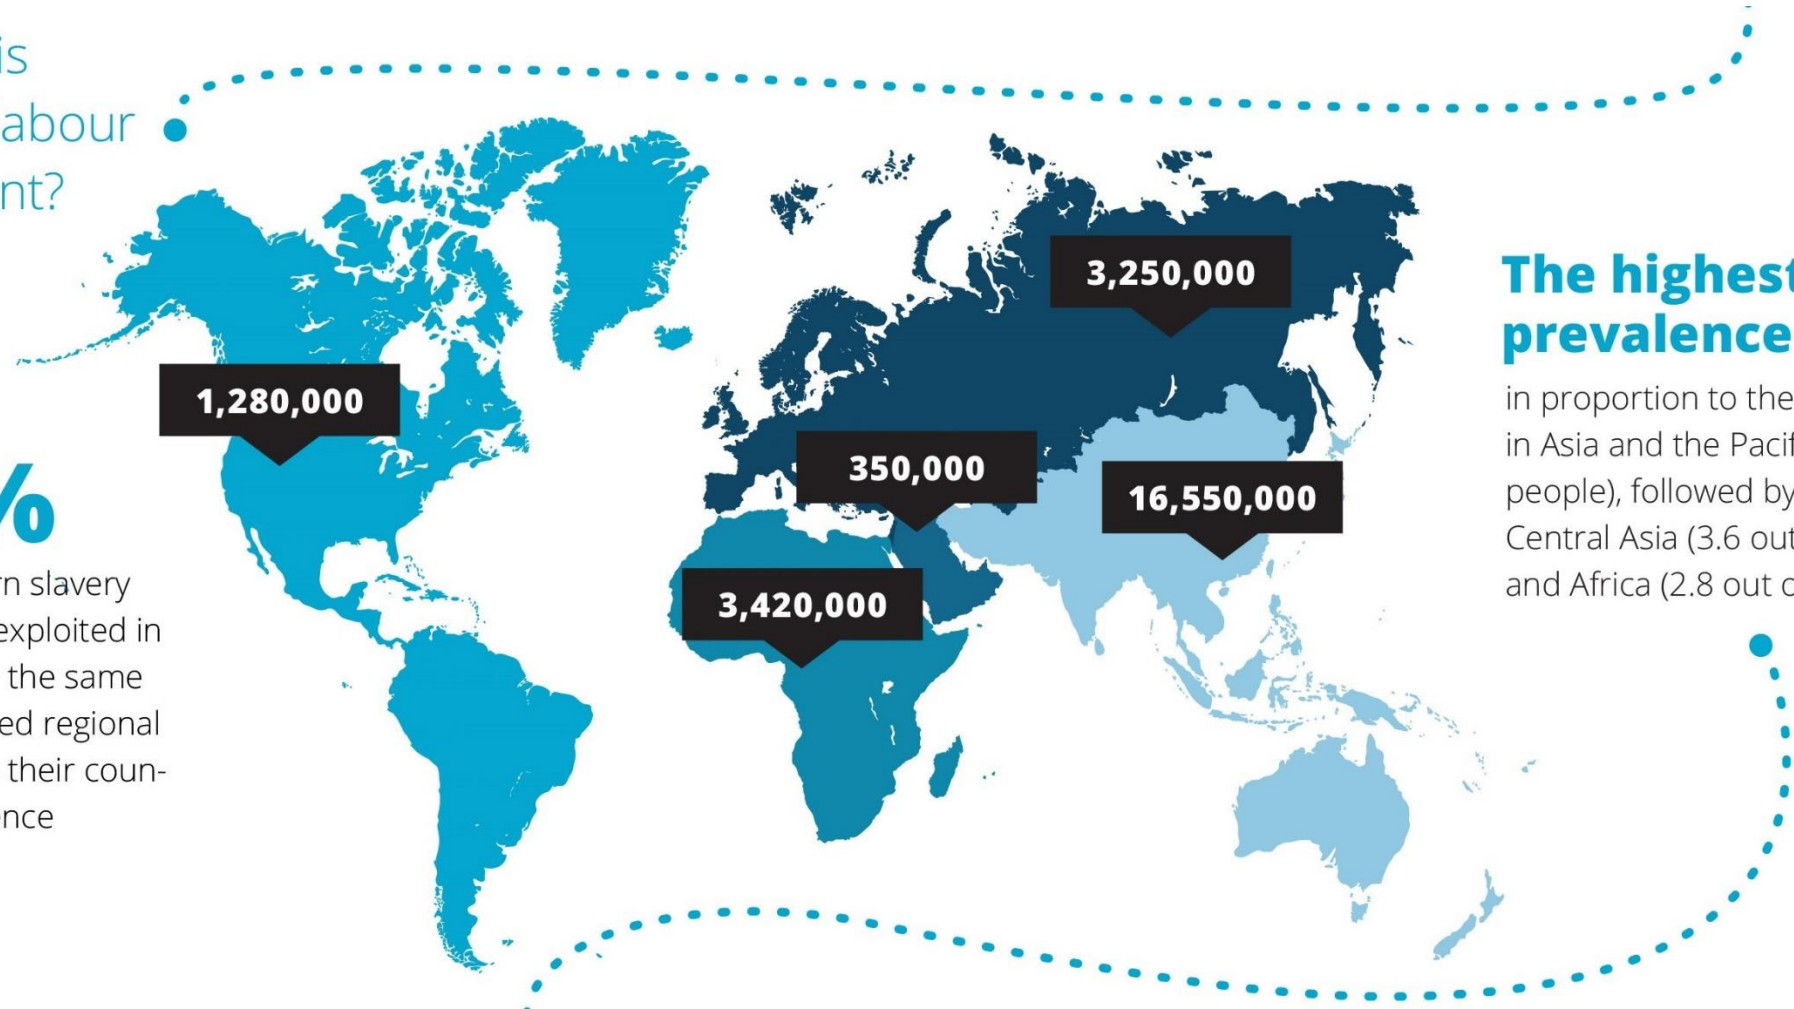 is
abour
nt?
%
rn slavery
exploited in
the same
ed regional
their coun-
ence
1,280,000
3,250,000
350,000
16,550,000
3,420,000
The highest
prevalence
in proportion to the
in Asia and the Pacif
people), followed by
Central Asia (3.6 out
and Africa (2.8 out o